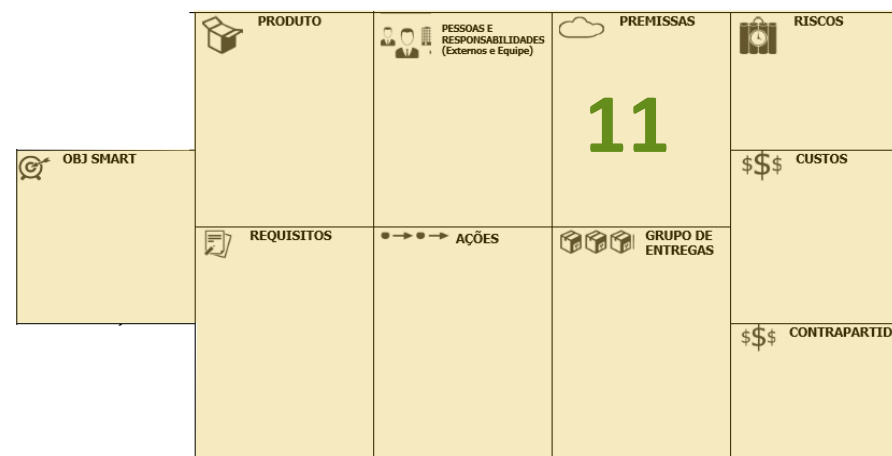 PRODUTO
PESSOAS E
RESPONSABILIDADES
(Externos e Equipe)
PREMISSAS
11
RISCOS
OBJ SMART
$$$ CUSTOS
REQUISITOS
AÇÕES
GRUPO DE
ENTREGAS
$$$ CONTRAPARTID